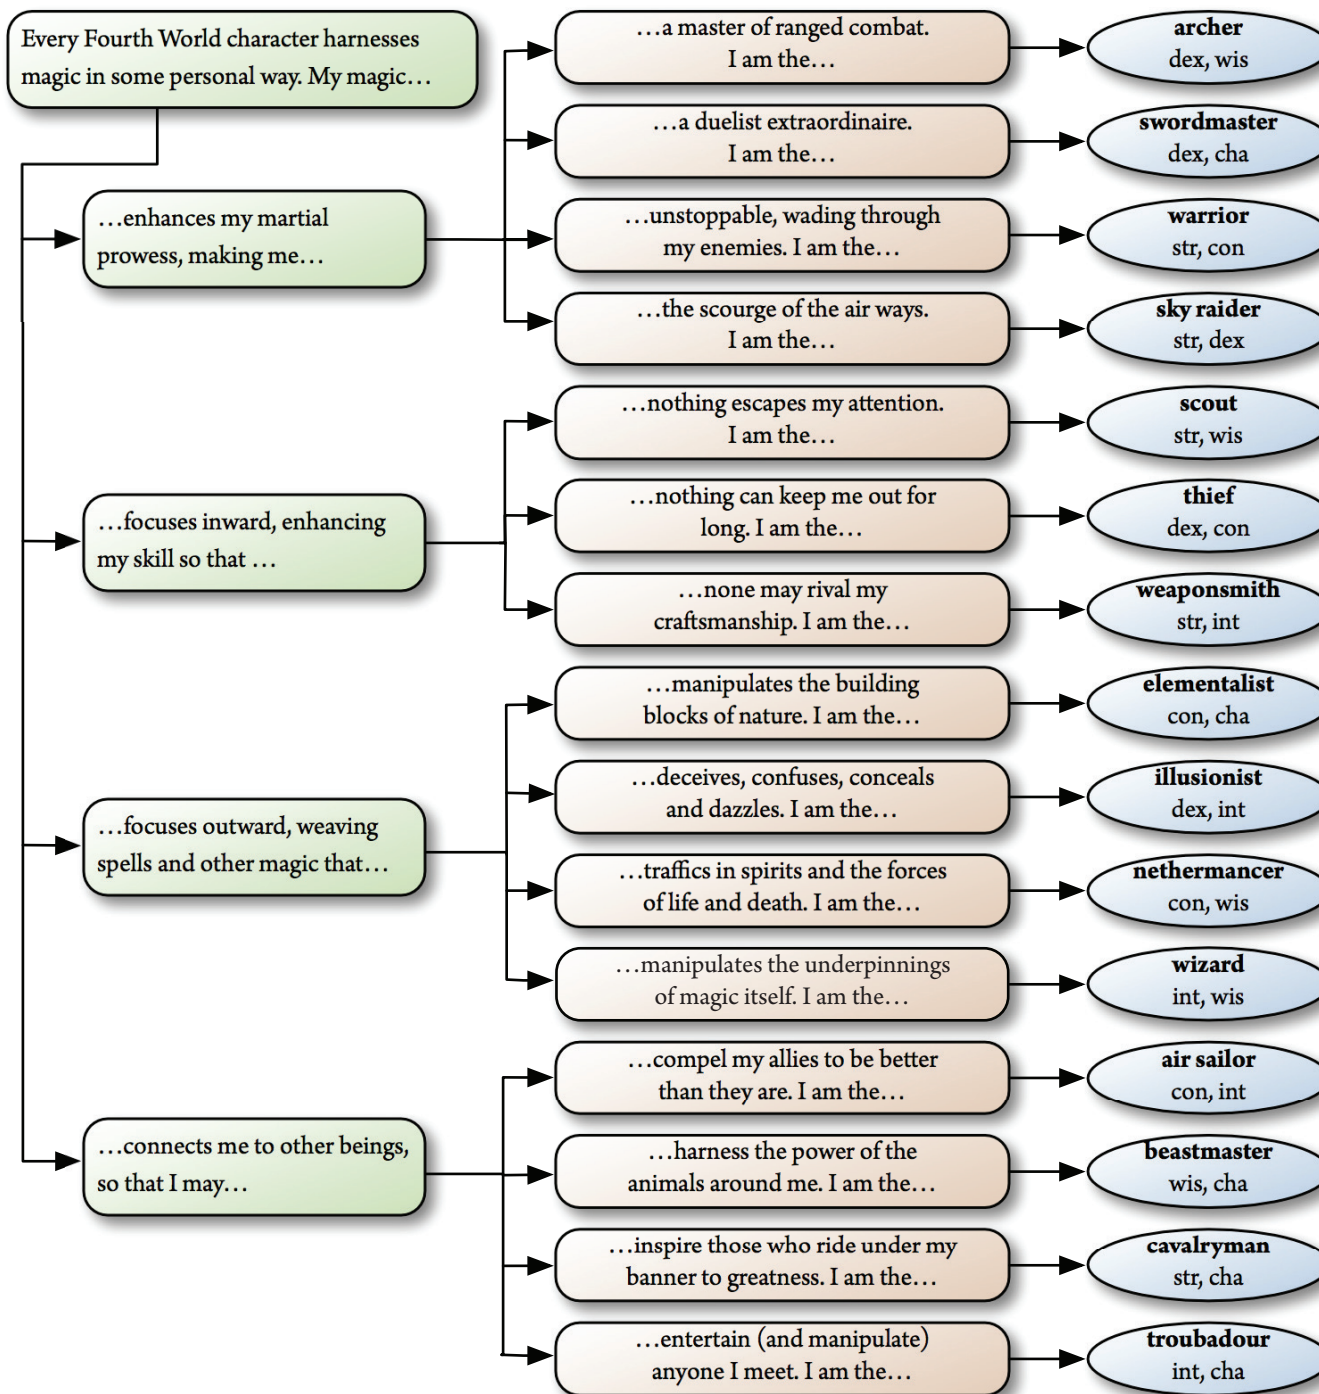 Every Fourth World character harnesses
magic in some personal way. My magic…
…enhances my martial
prowess, making me…
…a master of ranged combat.
I am the…
archer
dex, wis
…a duelist extraordinaire.
I am the…
swordmaster
dex, cha
…unstoppable, wading through
my enemies. I am the…
warrior
str, con
…the scourge of the air ways.
I am the…
sky raider
str, dex
…focuses inward, enhancing
my skill so that …
…nothing escapes my attention.
I am the…
scout
str, wis
…nothing can keep me out for
long. I am the…
thief
dex, con
…none may rival my
craftsmanship. I am the…
weaponsmith
str, int
…focuses outward, weaving
spells and other magic that…
…manipulates the building
blocks of nature. I am the…
elementalist
con, cha
…deceives, confuses, conceals
and dazzles. I am the…
illusionist
dex, int
…traffics in spirits and the forces
of life and death. I am the…
nethermancer
con, wis
…manipulates the underpinnings
of magic itself. I am the…
wizard
int, wis
…connects me to other beings,
so that I may…
…compel my allies to be better
than they are. I am the…
air sailor
con, int
…harness the power of the
animals around me. I am the…
beastmaster
wis, cha
…inspire those who ride under my
banner to greatness. I am the…
cavalryman
str, cha
…entertain (and manipulate)
anyone I meet. I am the…
troubadour
int, cha